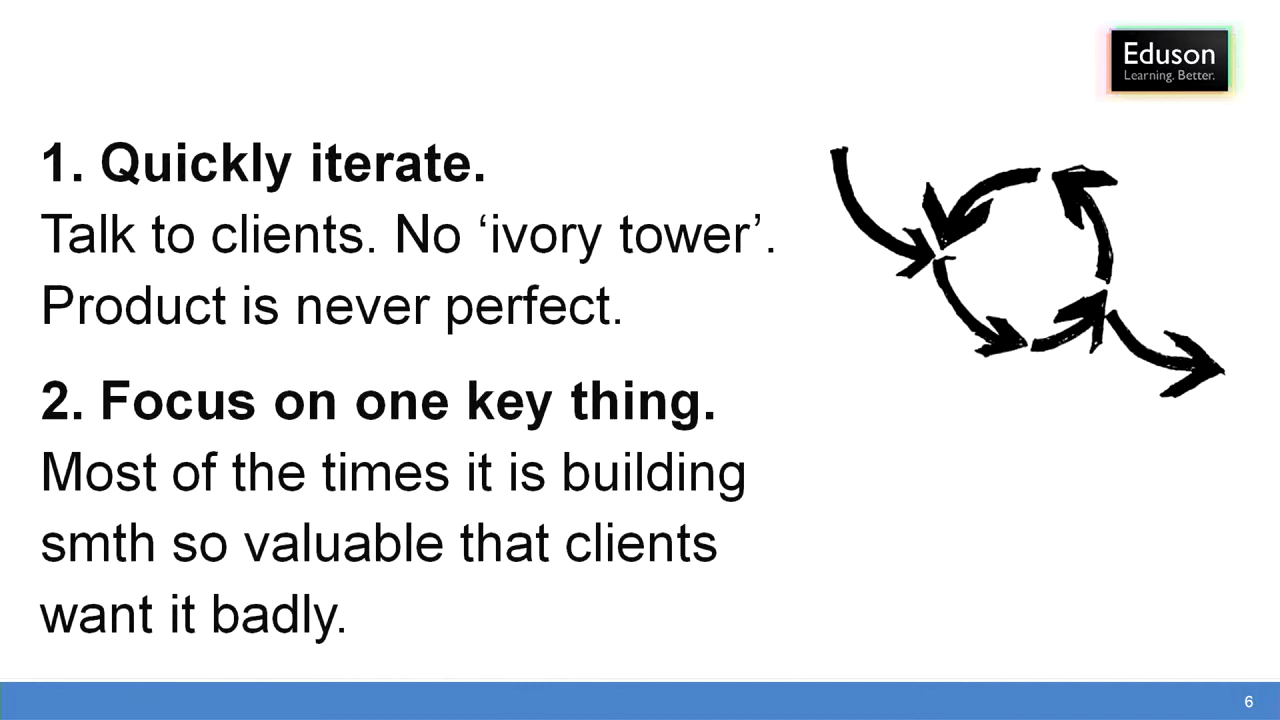 Eduson
Learning. Better.
1. Quickly iterate.
Talk to clients. No ‘ivory tower’.
Product is never perfect.
2. Focus on one key thing.
Most of the times it is building
smth so valuable that clients
want it badly.
6